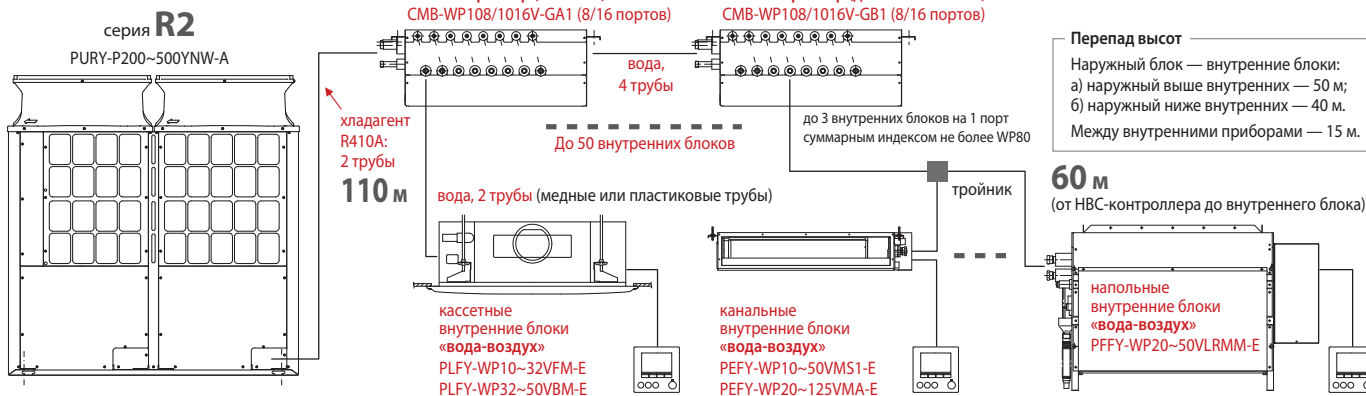 серия R2
PURY-P200~500YNW-A
хладагент
R410A:
2 трубы
110 м
CMB-WP108/1016V-GA1 (8/16 портов)
вода,
4 трубы
CMB-WP108/1016V-GB1 (8/16 портов)
До 50 внутренних блоков
до 3 внутренних блоков на 1 порт
суммарным индексом не более WP80
тройник
вода, 2 трубы (медные или пластиковые трубы)
кассетные
внутренние блоки
«вода-воздух»
PLFY-WP10~32VFM-E
PLFY-WP32~50VBM-E
канальные
внутренние блоки
«вода-воздух»
PEFY-WP10~50VMS1-E
PEFY-WP20~125VMA-E
Перепад высот
Наружный блок — внутренние блоки:
а) наружный выше внутренних — 50 м;
б) наружный ниже внутренних — 40 м.
Между внутренними приборами — 15 м.
60 м
(от HBC-контроллера до внутреннего блока)
напольные
внутренние блоки
«вода-воздух»
PFFY-WP20~50VLRMM-E